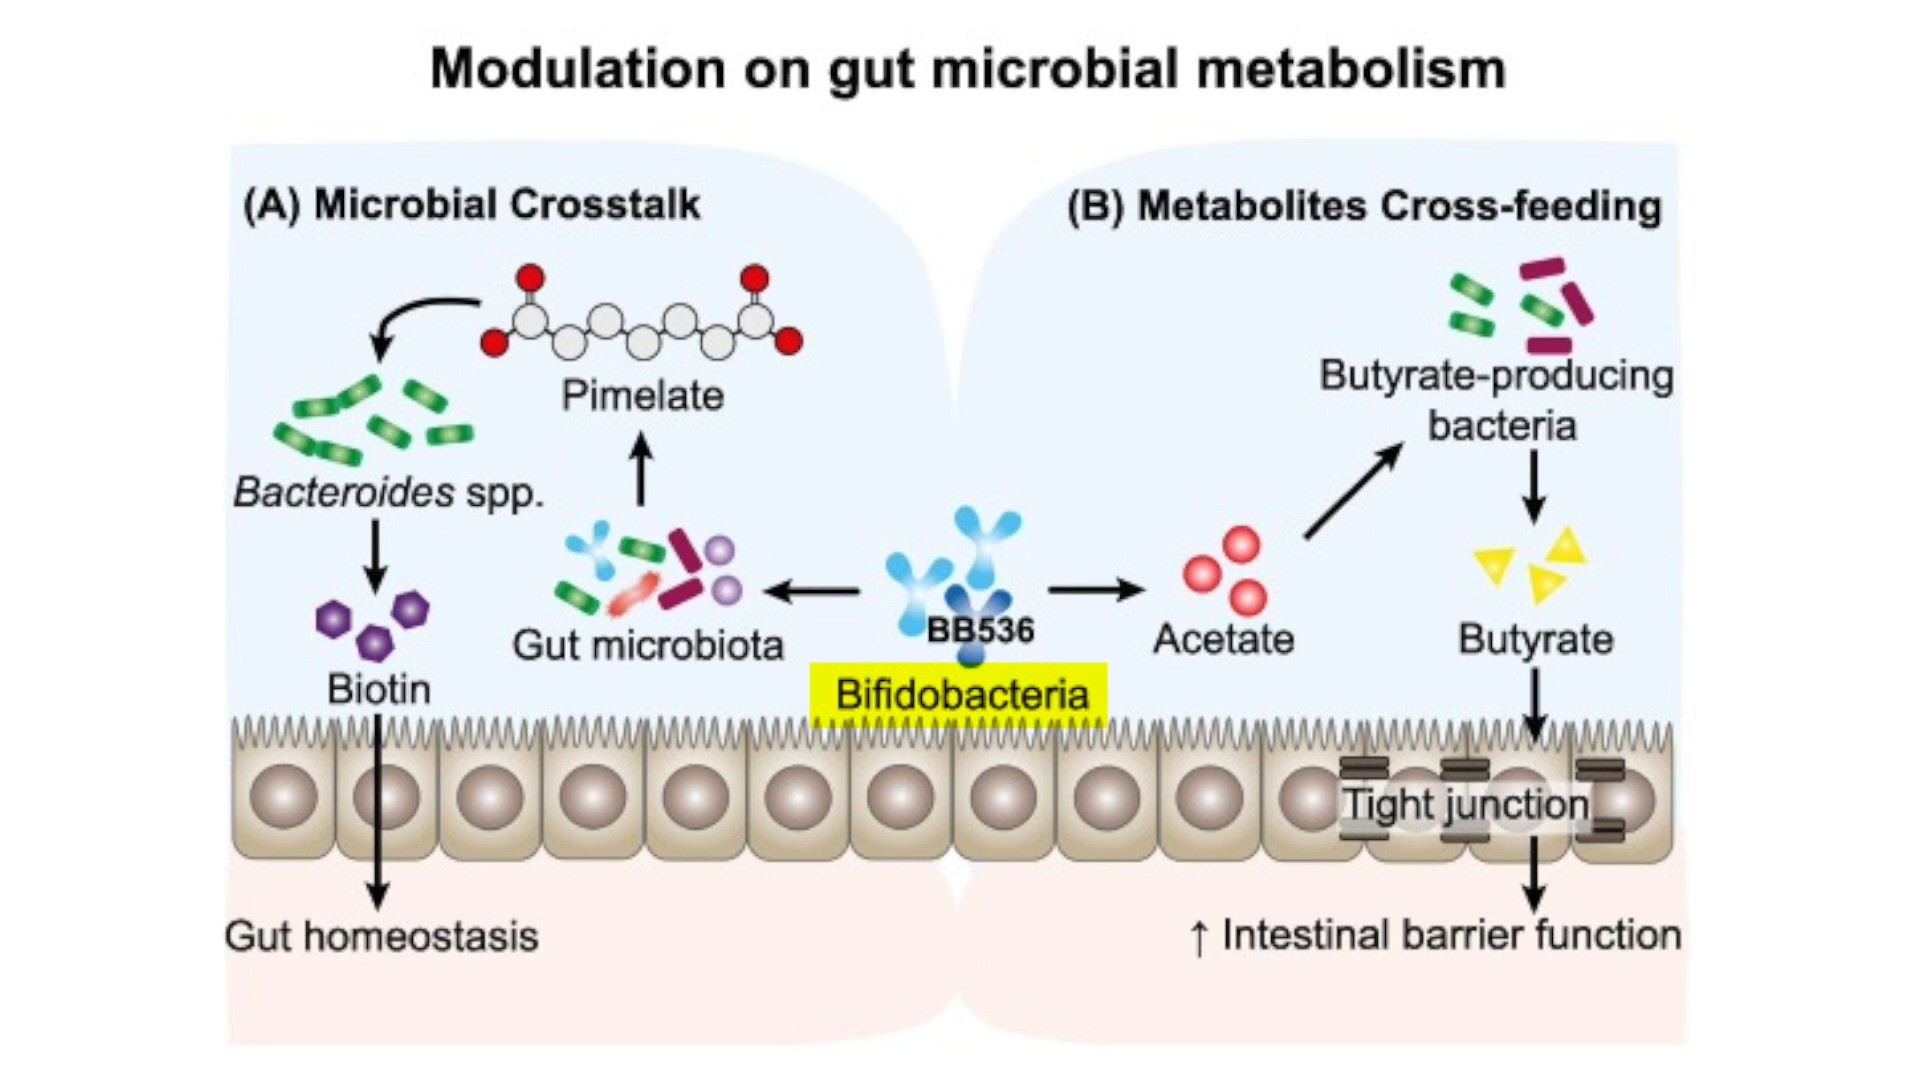 Modulation on gut microbial metabolism
(A) Microbial Crosstalk
Pimelate
Bacteroides spp.
Gut microbiota
Biotin
Gut homeostasis
BB536
Bifidobacteria
(B) Metabolites Cross-feeding
Butyrate-producing
bacteria
Acetate
Butyrate
Tight junction
↑ Intestinal barrier function